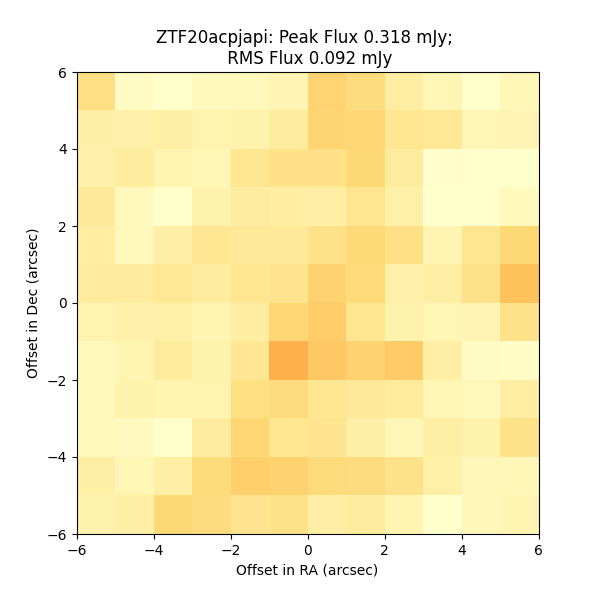 ZTF20acpjapi: Peak Flux 0.318 mJy;
RMS Flux 0.092 mJy
6
4
2
0
−2
−4
−6
Offset in Dec (arcsec)
−6 −4 −2 0 2 4 6
Offset in RA (arcsec)